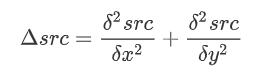 Δsrc = δ²src/δx² + δ²src/δy²